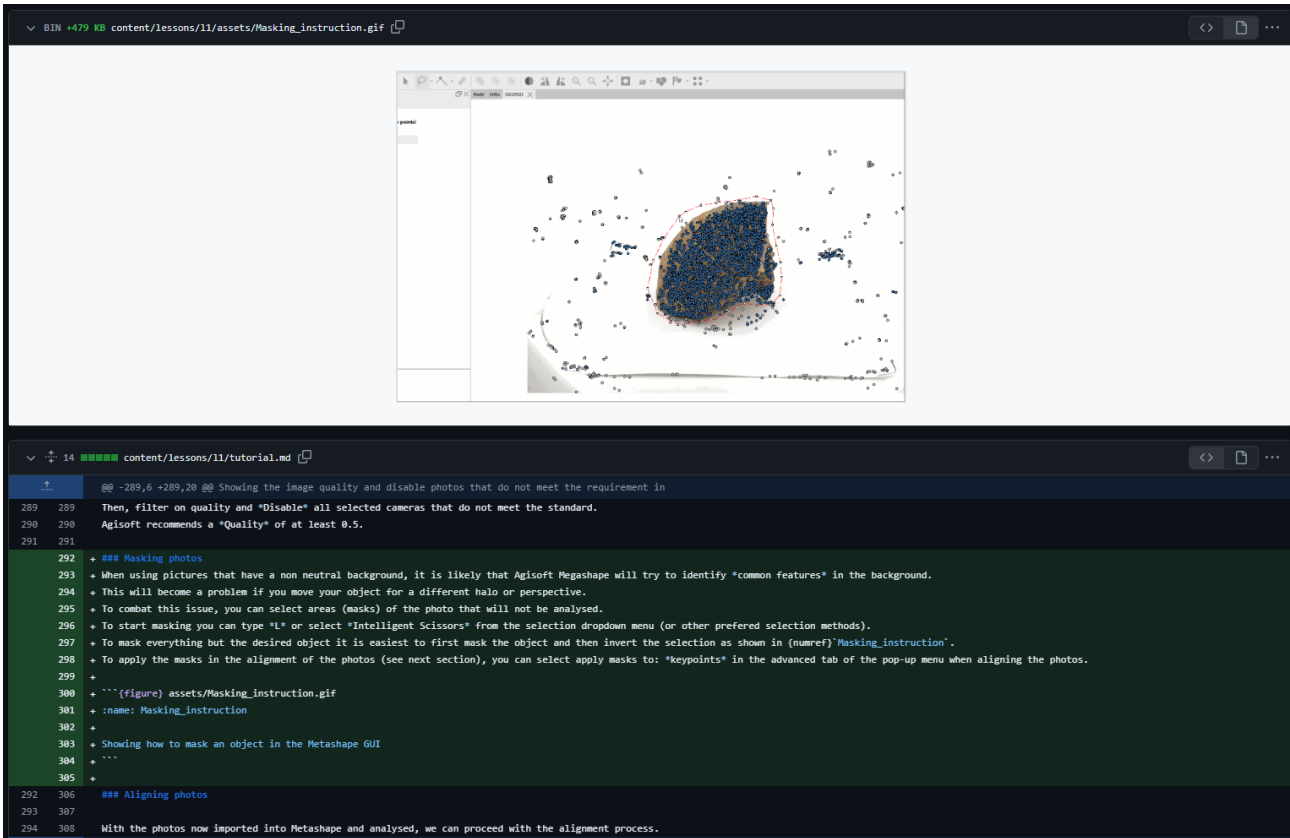 BIN +479 KB content/lessons/l1/assets/Masking_instruction.gif
points)
14 content/lessons/l1/tutorial.md
@@ -289,6 +289,20 @@ Showing the image quality and disable photos that do not meet the requirement in
289 289 Then, filter on quality and *Disable* all selected cameras that do not meet the standard.
290 290 Agisoft recommends a *Quality* of at least 0.5.
291 291
292 + ### Masking photos
293 + When using pictures that have a non neutral background, it is likely that Agisoft Megashape will try to identify *common features* in the background.
294 + This will become a problem if you move your object for a different halo or perspective.
295 + To combat this issue, you can select areas (masks) of the photo that will not be analysed.
296 + To start masking you can type *L* or select *Intelligent Scissors* from the selection dropdown menu (or other prefered selection methods).
297 + To mask everything but the desired object it is easiest to first mask the object and then invert the selection as shown in {numref}`Masking_instruction`.
298 + To apply the masks in the alignment of the photos (see next section), you can select apply masks to: *keypoints* in the advanced tab of the pop-up menu when aligning the photos.
299 +
300 + ```{figure} assets/Masking_instruction.gif
301 + :name: Masking_instruction
302 +
303 + Showing how to mask an object in the Metashape GUI
304 + ```
305 +
292 306 ### Aligning photos
293 307
294 308 With the photos now imported into Metashape and analysed, we can proceed with the alignment process.